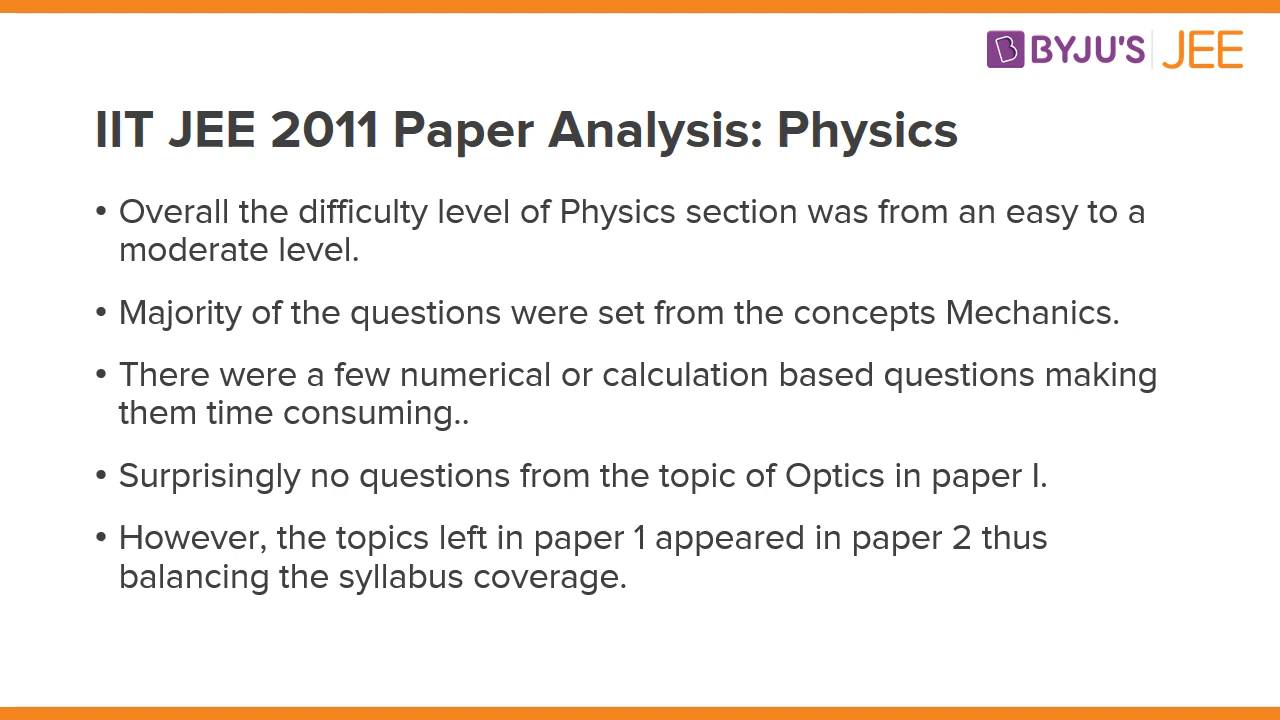 BYJU'S JEE
IIT JEE 2011 Paper Analysis: Physics
• Overall the difficulty level of Physics section was from an easy to a
moderate level.
• Majority of the questions were set from the concepts Mechanics.
• There were a few numerical or calculation based questions making
them time consuming..
• Surprisingly no questions from the topic of Optics in paper I.
• However, the topics left in paper 1 appeared in paper 2 thus
balancing the syllabus coverage.